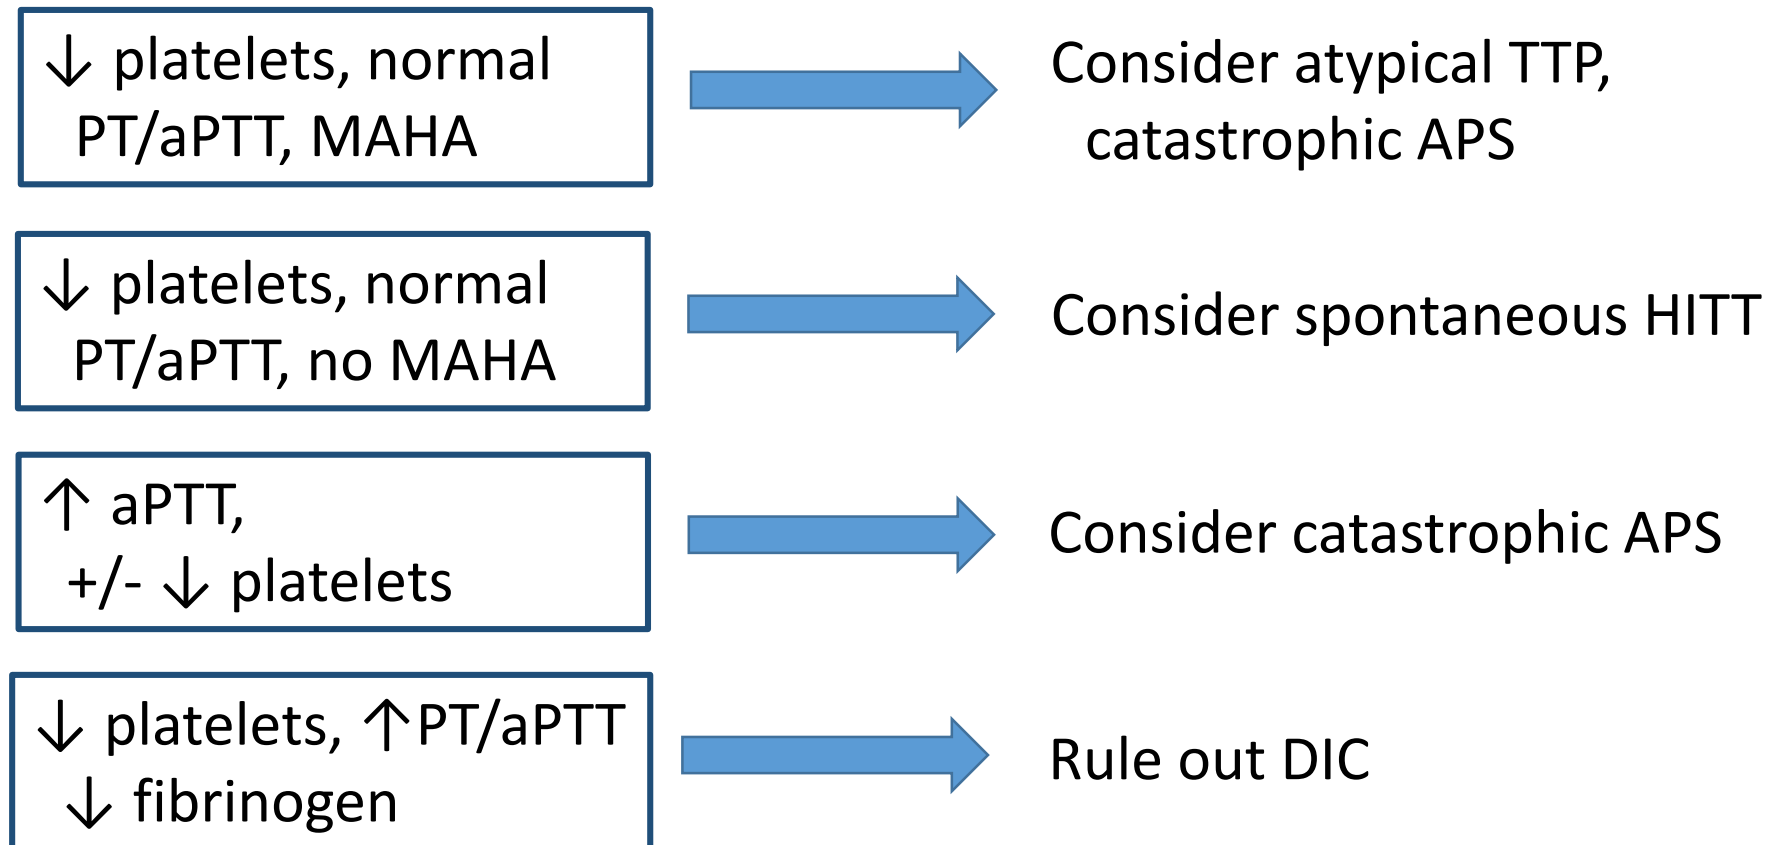 ↓ platelets, normal
PT/aPTT, MAHA
Consider atypical TTP,
catastrophic APS
↓ platelets, normal
PT/aPTT, no MAHA
Consider spontaneous HITT
↑ aPTT,
+/- ↓ platelets
Consider catastrophic APS
↓ platelets, ↑PT/aPTT
↓ fibrinogen
Rule out DIC